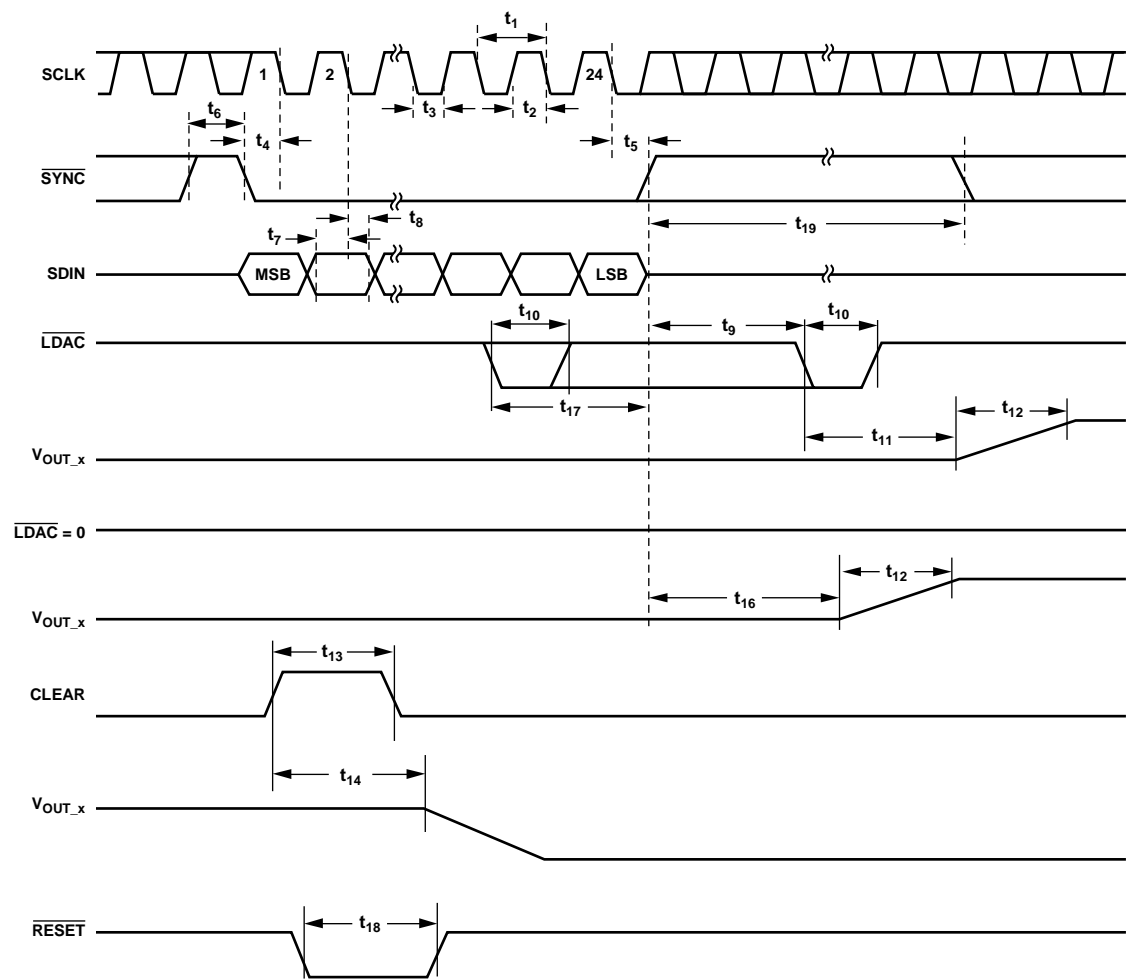 t1
SCLK
1
2
24
t3
t2
t6
t4
t5
SYNC
t19
t8
t7
SDIN
MSB
LSB
t10
t9
t10
LDAC
t17
t12
t11
VOUT_x
LDAC = 0
t12
t16
VOUT_x
t13
CLEAR
t14
VOUT_x
t18
RESET